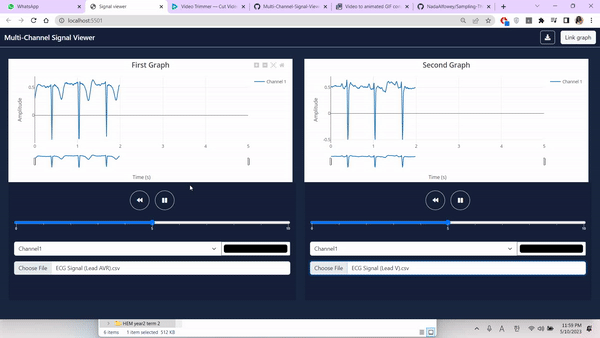 WhatsApp
Signal viewer
Video Trimmer — Cut Vide
Multi-Channel-Signal-View
Video to animated GIF con
NadaAlfowey/Sampling-Th
localhost:5501
Multi-Channel Signal Viewer
Link graph
First Graph
Channel 1
Amplitude
0.5
0
0 1 2 3 4 5
Time (s)
Second Graph
Channel 1
Amplitude
0.5
0
-0.5
0 1 2 3 4 5
Time (s)
Channel1
Choose File ECG Signal (Lead AVR).csv
Channel1
Choose File ECG Signal (Lead V).csv
HEM year2 term 2
6 items 1 item selected 512 KB
11:59 PM
5/10/2023